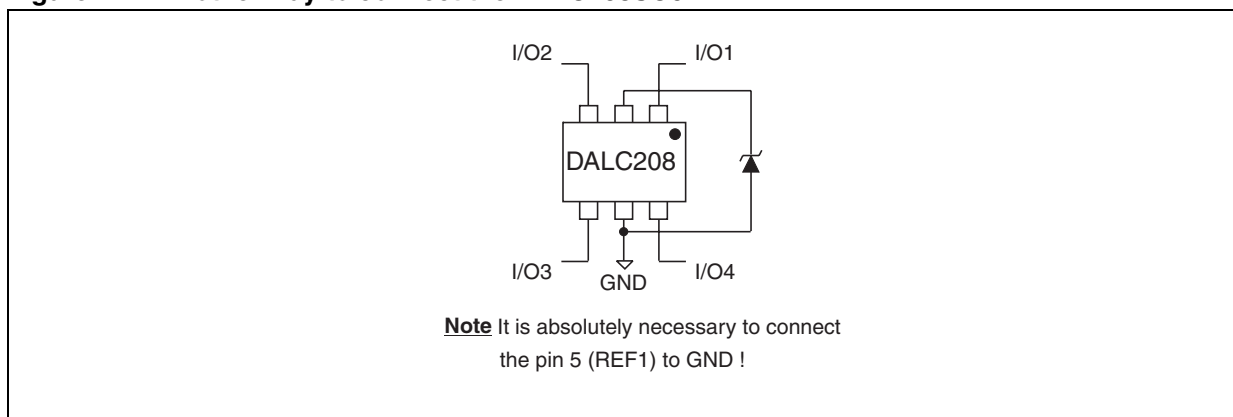 I/O2
I/O1
DALC208
I/O3
I/O4
GND
Note It is absolutely necessary to connect
the pin 5 (REF1) to GND !